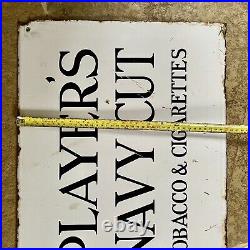 PLAYER'S
NAVY CUT
TOBACCO & CIGARETTES